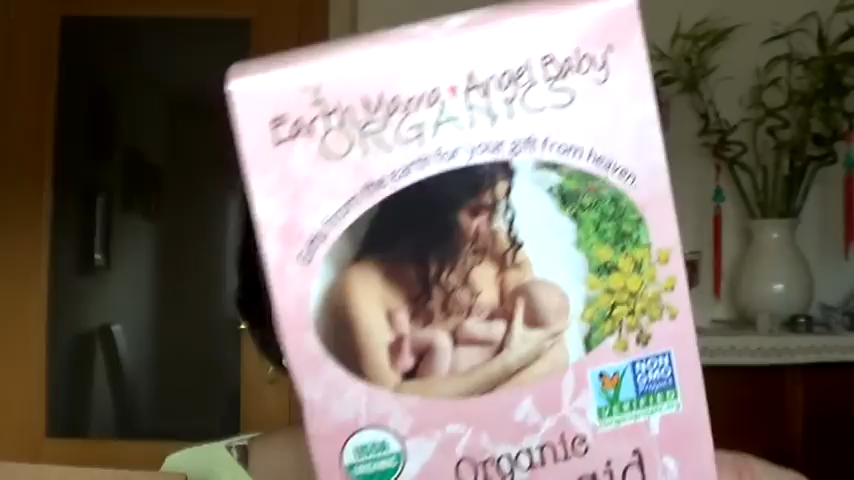 Earth Mama Angel Baby®
ORGANICS
Gifts from the earth for your gift from heaven.
NON
GMO
Project
VERIFIED
USDA
ORGANIC
Organic